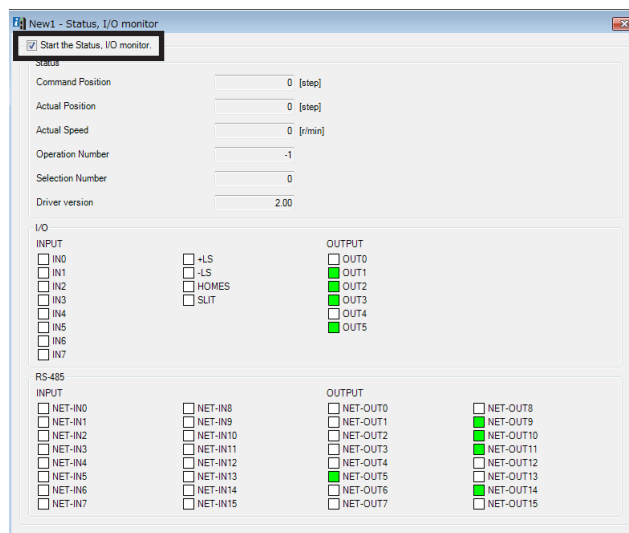 New1 - Status, I/O monitor
Start the Status, I/O monitor.
Status
Command Position 0 [step]
Actual Position 0 [step]
Actual Speed 0 [r/min]
Operation Number -1
Selection Number 0
Driver version 2.00
I/O
INPUT OUTPUT
IN0 +LS OUT0
IN1 -LS OUT1
IN2 HOMES OUT2
IN3 SLIT OUT3
IN4 OUT4
IN5 OUT5
IN6
IN7
RS-485
INPUT OUTPUT
NET-IN0 NET-IN8 NET-OUT0 NET-OUT8
NET-IN1 NET-IN9 NET-OUT1 NET-OUT9
NET-IN2 NET-IN10 NET-OUT2 NET-OUT10
NET-IN3 NET-IN11 NET-OUT3 NET-OUT11
NET-IN4 NET-IN12 NET-OUT4 NET-OUT12
NET-IN5 NET-IN13 NET-OUT5 NET-OUT13
NET-IN6 NET-IN14 NET-OUT6 NET-OUT14
NET-IN7 NET-IN15 NET-OUT7 NET-OUT15